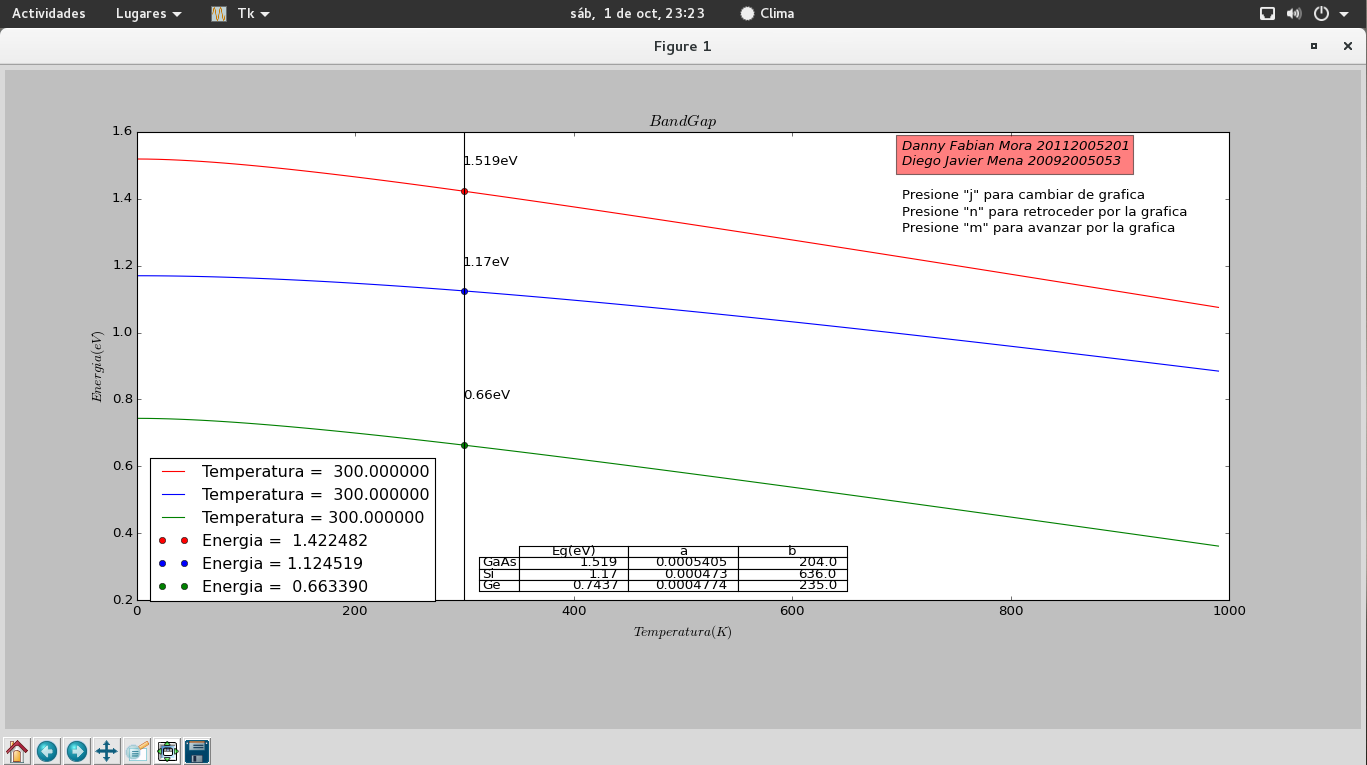 Actividades Lugares Tk sáb, 1 de oct, 23:23 Clima
Figure 1
BandGap
1.6
1.4
1.2
1.0
0.8
0.6
0.4
0.2
Energia(eV)
1.519eV
1.17eV
0.66eV
Danny Fabian Mora 20112005201
Diego Javier Mena 20092005053
Presione "j" para cambiar de grafica
Presione "n" para retroceder por la grafica
Presione "m" para avanzar por la grafica
Temperatura = 300.000000
Temperatura = 300.000000
Temperatura = 300.000000
Energia = 1.422482
Energia = 1.124519
Energia = 0.663390
Eg(eV) a b
GaAs 1.519 0.0005405 204.0
Si 1.17 0.000473 636.0
Ge 0.7437 0.0004774 235.0
0 200 400 600 800 1000
Temperatura(K)